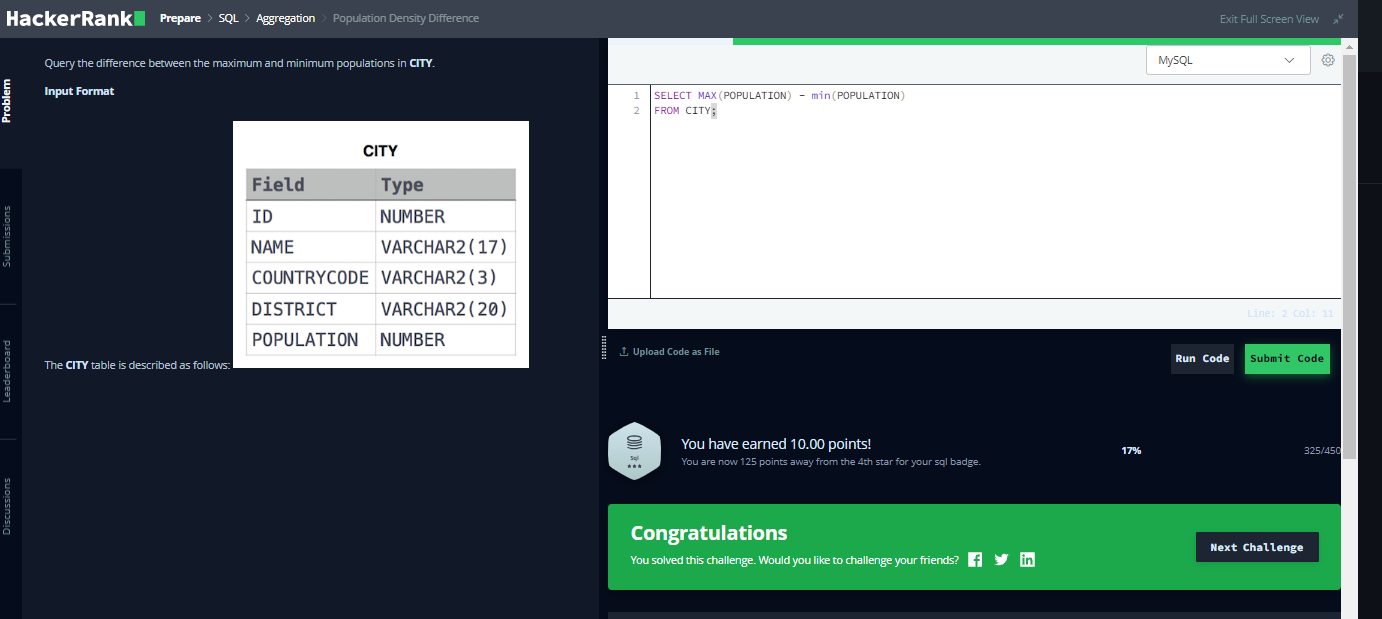 HackerRank Prepare > SQL > Aggregation > Population Density Difference Exit Full Screen View
Problem
Submissions
Leaderboard
Discussions
Query the difference between the maximum and minimum populations in CITY.
Input Format
CITY
Field Type
ID NUMBER
NAME VARCHAR2(17)
COUNTRYCODE VARCHAR2(3)
DISTRICT VARCHAR2(20)
POPULATION NUMBER
The CITY table is described as follows:
MySQL
1 SELECT MAX(POPULATION) - min(POPULATION)
2 FROM CITY;
Line: 2 Col: 11
Upload Code as File
Run Code
Submit Code
Sql
You have earned 10.00 points!
You are now 125 points away from the 4th star for your sql badge.
17%
325/450
Congratulations
You solved this challenge. Would you like to challenge your friends?
Next Challenge